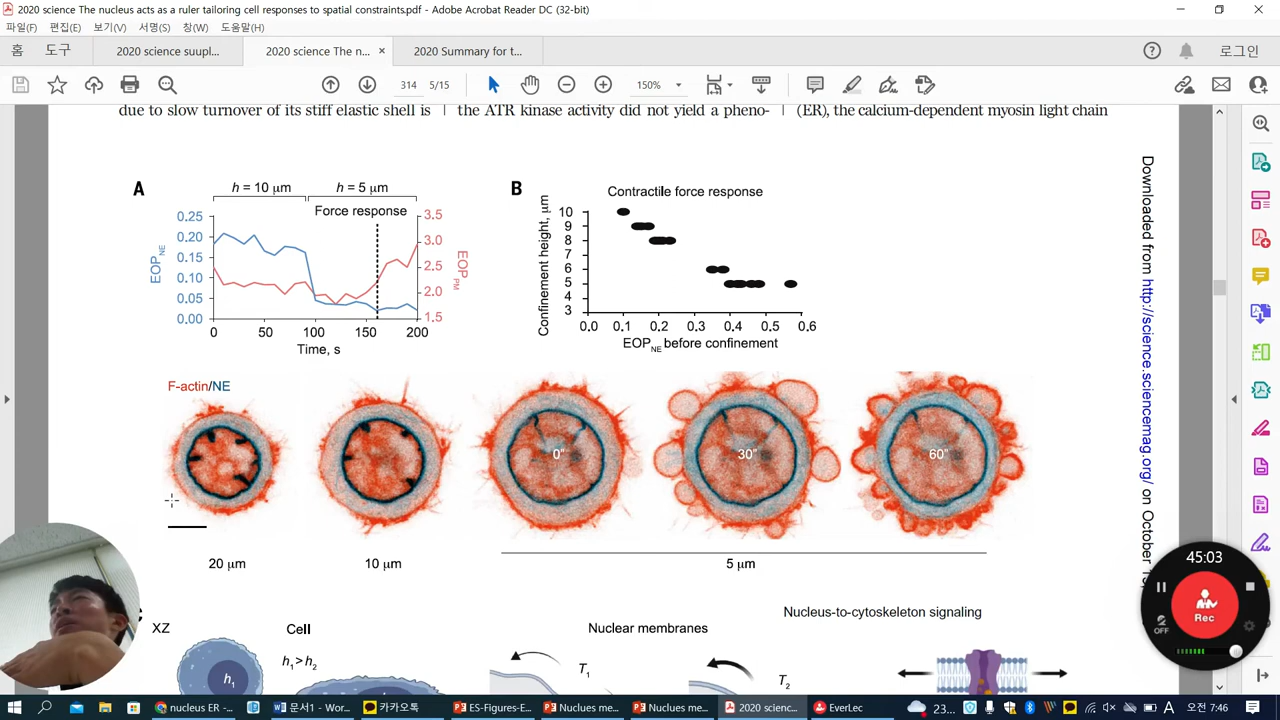 2020 science The nucleus acts as a ruler tailoring cell responses to spatial constraints.pdf - Adobe Acrobat Reader DC (32-bit)
파일(F) 편집(E) 보기(V) 서명(S) 창(W) 도움말(H)
홈 도구 2020 science suupl... 2020 science The n... × 2020 Summary for t... 로그인
314 5/15 150%
due to slow turnover of its stiff elastic shell is
the ATR kinase activity did not yield a pheno-
(ER), the calcium-dependent myosin light chain
A
h = 10 μm h = 5 μm
Force response
EOPNE
0.25
0.20
0.15
0.10
0.05
0.00
3.5
3.0
2.5
2.0
1.5
EOPPM
0 50 100 150 200
Time, s
B
Contractile force response
Confinement height, μm
10
9
8
6
5
4
3
0.0 0.1 0.2 0.3 0.4 0.5 0.6
EOPNE before confinement
F-actin/NE
0" 30" 60"
20 μm 10 μm 5 μm
XZ Cell Nuclear membranes Nucleus-to-cytoskeleton signaling
h1 > h2
h1
T1
T2
Downloaded from http://science.sciencemag.org/ on October 1
45:03
Rec
OFF
nucleus ER -... 문서1 - Wor... 카카오톡 ES-Figures-E... Nuclues me... Nuclues me... 2020 scienc... EverLec 23... A 오전 7:46